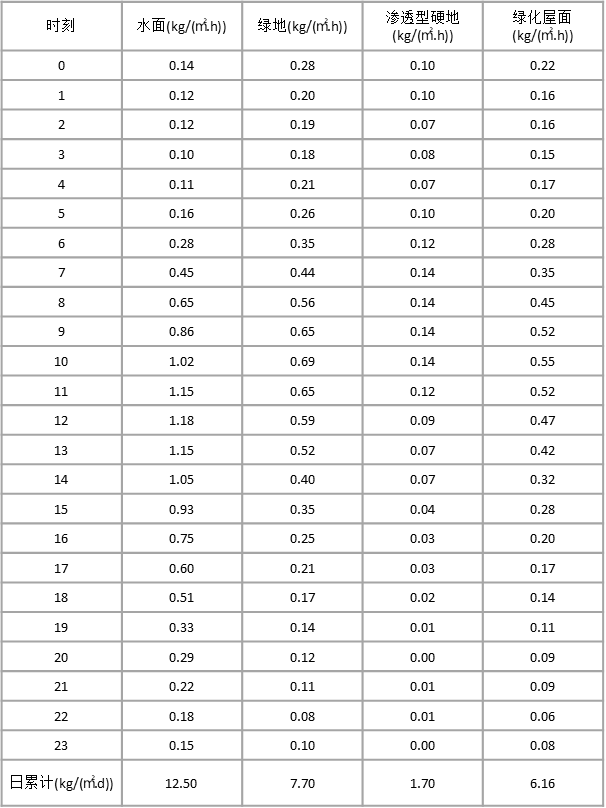 时刻 水面(kg/(㎡.h)) 绿地(kg/(㎡.h)) 渗透型硬地 绿化屋面
(kg/(㎡.h)) (kg/(㎡.h))
0 0.14 0.28 0.10 0.22
1 0.12 0.20 0.10 0.16
2 0.12 0.19 0.07 0.16
3 0.10 0.18 0.08 0.15
4 0.11 0.21 0.07 0.17
5 0.16 0.26 0.10 0.20
6 0.28 0.35 0.12 0.28
7 0.45 0.44 0.14 0.35
8 0.65 0.56 0.14 0.45
9 0.86 0.65 0.14 0.52
10 1.02 0.69 0.14 0.55
11 1.15 0.65 0.12 0.52
12 1.18 0.59 0.09 0.47
13 1.15 0.52 0.07 0.42
14 1.05 0.40 0.07 0.32
15 0.93 0.35 0.04 0.28
16 0.75 0.25 0.03 0.20
17 0.60 0.21 0.03 0.17
18 0.51 0.17 0.02 0.14
19 0.33 0.14 0.01 0.11
20 0.29 0.12 0.00 0.09
21 0.22 0.11 0.01 0.09
22 0.18 0.08 0.01 0.06
23 0.15 0.10 0.00 0.08
日累计(kg/(㎡.d)) 12.50 7.70 1.70 6.16